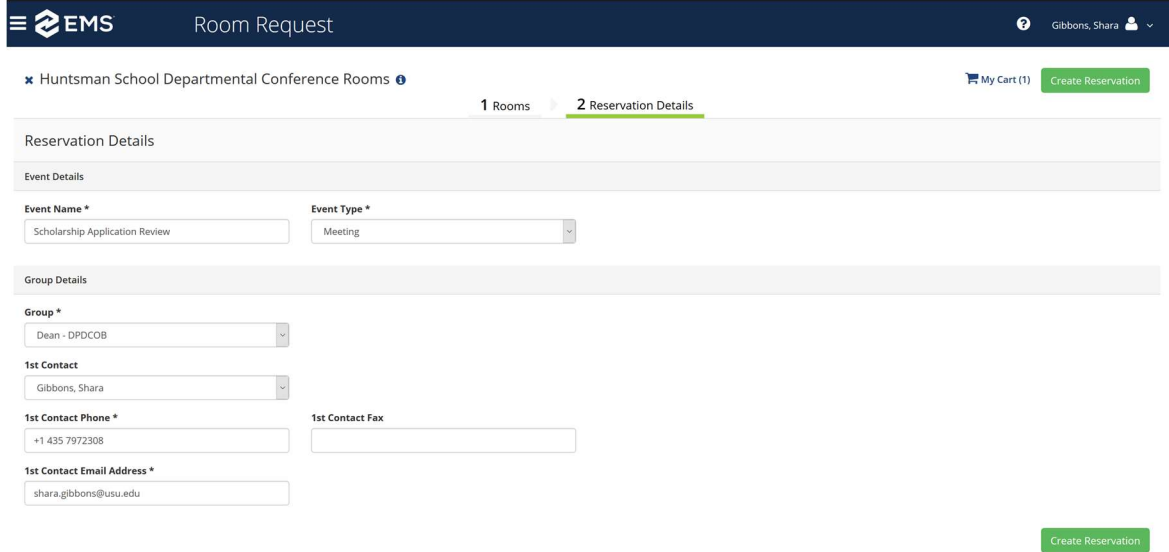 EMS Room Request ? Gibbons, Shara
× Huntsman School Departmental Conference Rooms i My Cart (1) Create Reservation
1 Rooms 2 Reservation Details
Reservation Details
Event Details
Event Name * Event Type *
Scholarship Application Review Meeting
Group Details
Group *
Dean - DPDCOB
1st Contact
Gibbons, Shara
1st Contact Phone * 1st Contact Fax
+1 435 7972308
1st Contact Email Address *
shara.gibbons@usu.edu
Create Reservation